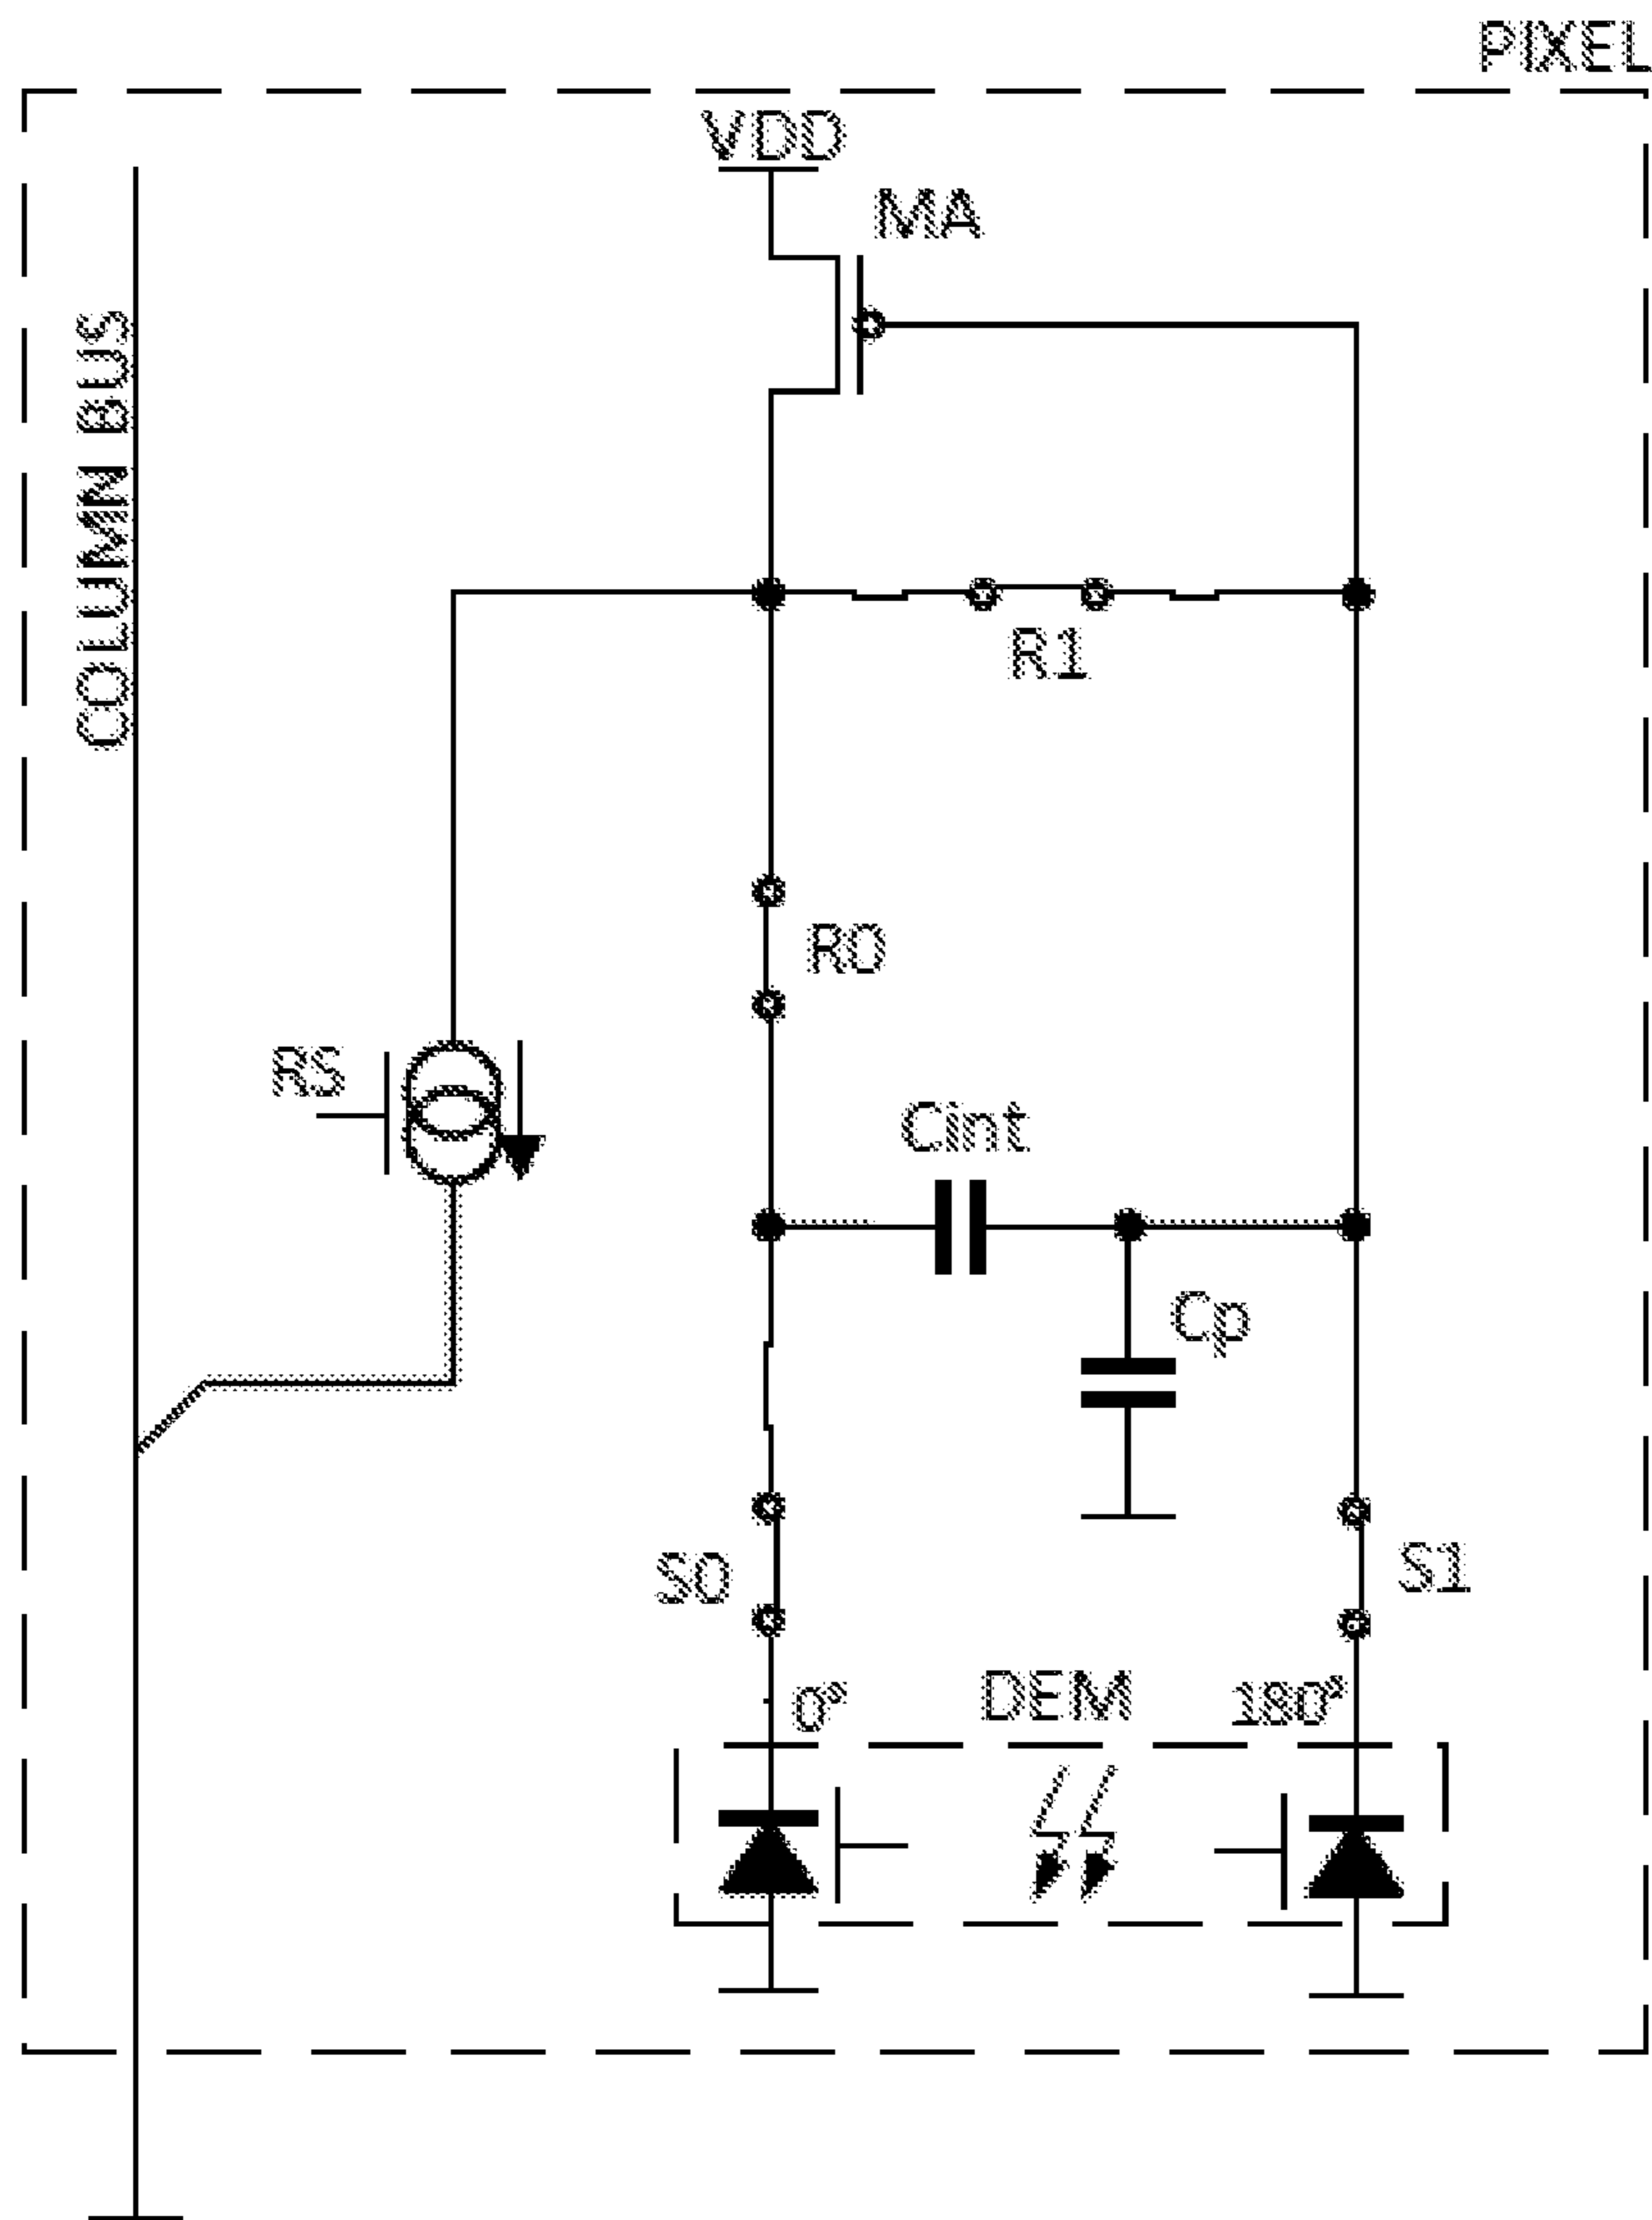 PIXEL
VDD
MA
COLUMN BUS
R1
R0
RS
Cint
Cp
S0
S1
0°
DEM
180°